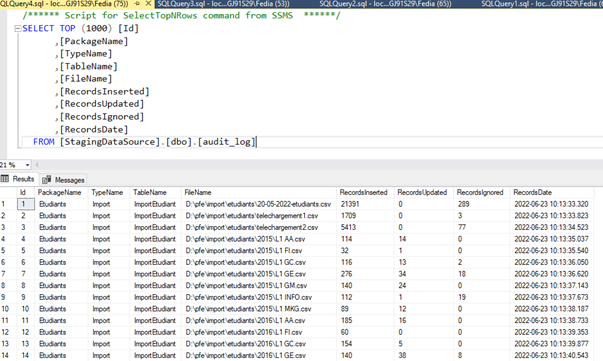 QLQuery4.sql - loc...GJ91S29\Fedia (75)) SQLQuery3.sql - loc...GJ91S29\Fedia (53)) SQLQuery2.sql - loc...GJ91S29\Fedia (65)) SQLQuery1.sql - loc...GJ91S29\Fedia (6
/****** Script for SelectTopNRows command from SSMS ******/
SELECT TOP (1000) [Id]
,[PackageName]
,[TypeName]
,[TableName]
,[FileName]
,[RecordsInserted]
,[RecordsUpdated]
,[RecordsIgnored]
,[RecordsDate]
FROM [StagingDataSource].[dbo].[audit_log]
21 %
Results Messages
Id PackageName TypeName TableName FileName RecordsInserted RecordsUpdated RecordsIgnored RecordsDate
1 1 Etudiants Import ImportEtudiant D:\pfe\import\etudiants\20-05-2022-etudiants.csv 21391 0 289 2022-06-23 10:13:33.320
2 2 Etudiants Import ImportEtudiant D:\pfe\import\etudiants\telechargement1.csv 1709 0 3 2022-06-23 10:13:33.823
3 3 Etudiants Import ImportEtudiant D:\pfe\import\etudiants\telechargement2.csv 5413 0 77 2022-06-23 10:13:34.523
4 4 Etudiants Import ImportEtudiant D:\pfe\import\etudiants\2015\L1 AA.csv 114 14 0 2022-06-23 10:13:35.037
5 5 Etudiants Import ImportEtudiant D:\pfe\import\etudiants\2015\L1 FI.csv 32 1 0 2022-06-23 10:13:35.540
6 6 Etudiants Import ImportEtudiant D:\pfe\import\etudiants\2015\L1 GC.csv 116 13 2 2022-06-23 10:13:36.050
7 7 Etudiants Import ImportEtudiant D:\pfe\import\etudiants\2015\L1 GE.csv 276 34 18 2022-06-23 10:13:36.620
8 8 Etudiants Import ImportEtudiant D:\pfe\import\etudiants\2015\L1 GM.csv 140 24 0 2022-06-23 10:13:37.143
9 9 Etudiants Import ImportEtudiant D:\pfe\import\etudiants\2015\L1 INFO.csv 112 1 19 2022-06-23 10:13:37.673
10 10 Etudiants Import ImportEtudiant D:\pfe\import\etudiants\2015\L1 MKG.csv 89 12 0 2022-06-23 10:13:38.187
11 11 Etudiants Import ImportEtudiant D:\pfe\import\etudiants\2016\L1 AA.csv 185 16 0 2022-06-23 10:13:38.733
12 12 Etudiants Import ImportEtudiant D:\pfe\import\etudiants\2016\L1 FI.csv 60 0 0 2022-06-23 10:13:39.353
13 13 Etudiants Import ImportEtudiant D:\pfe\import\etudiants\2016\L1 GC.csv 154 5 0 2022-06-23 10:13:39.877
14 14 Etudiants Import ImportEtudiant D:\pfe\import\etudiants\2016\L1 GE.csv 140 38 8 2022-06-23 10:13:40.543